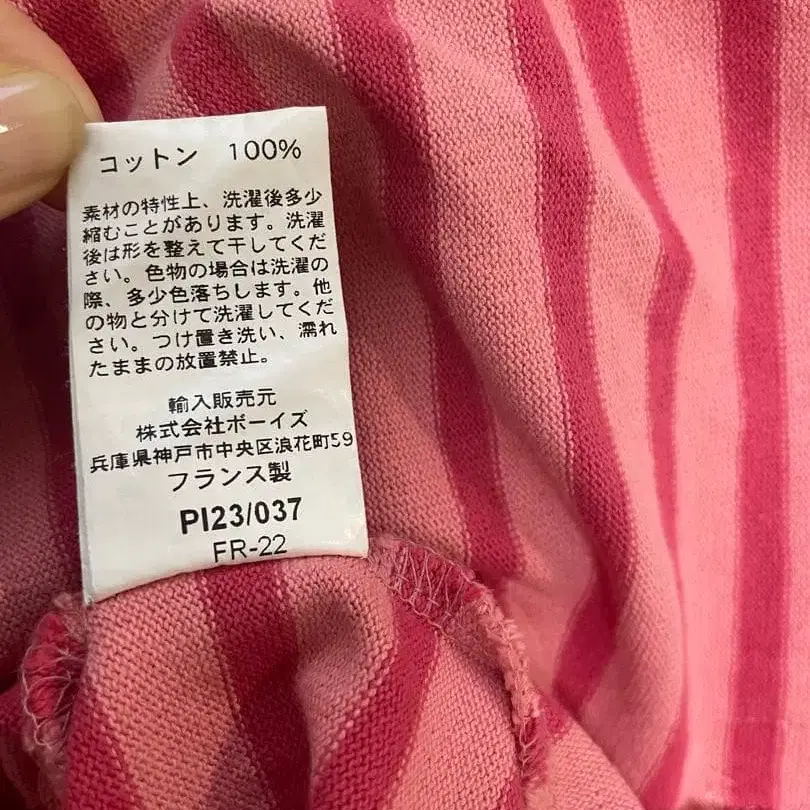 コットン 100%
素材の特性上、洗濯後多少
縮むことがあります。洗濯
後は形を整えて干してくだ
さい。色物の場合は洗濯の
際、多少色落ちします。他
の物と分けて洗濯してくだ
さい。つけ置き洗い、濡れ
たままの放置禁止。
輸入販売元
株式会社ボーイズ
兵庫県神戸市中央区浪花町59
フランス製
PI23/037
FR-22